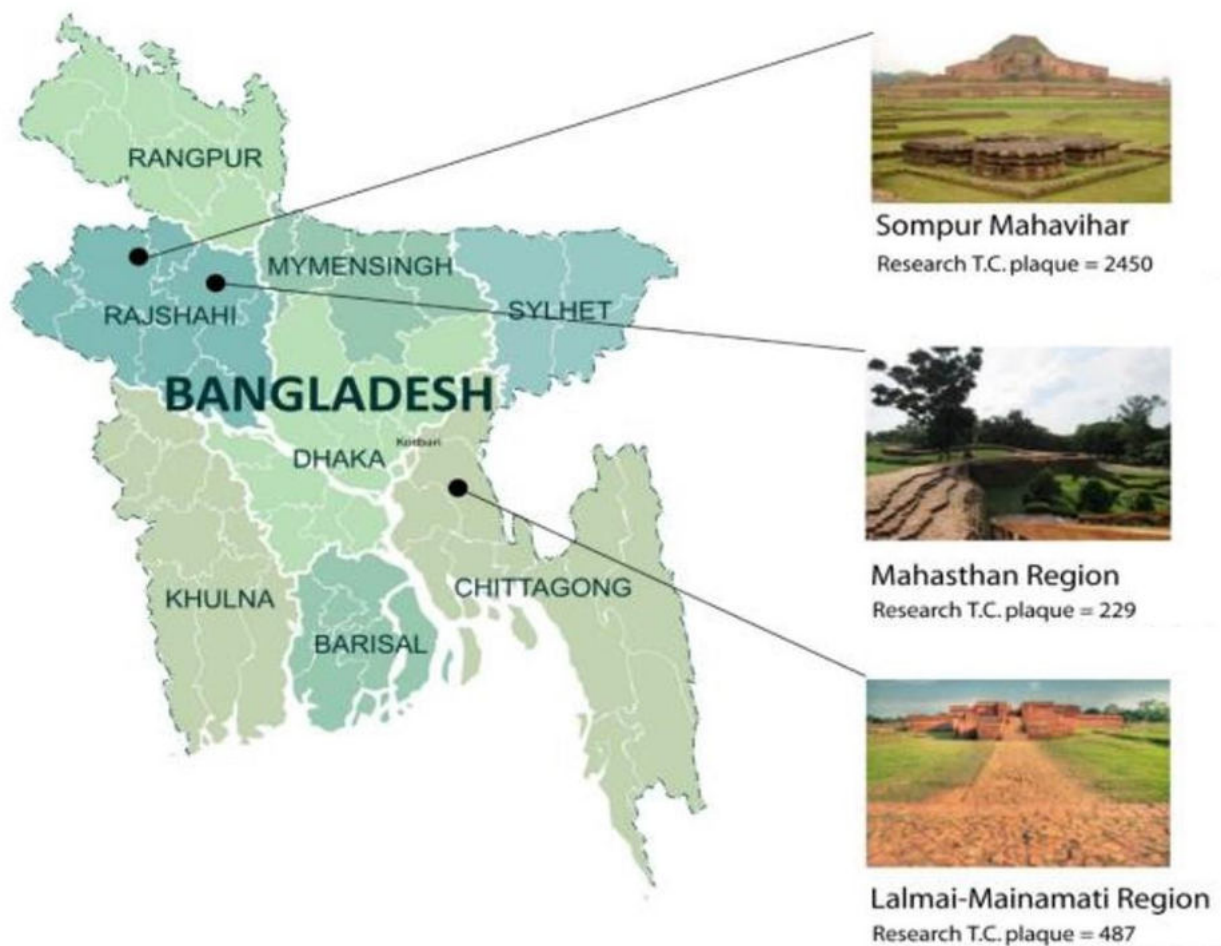 RANGPUR
MYMENSINGH
SYLHET
RAJSHAHI
BANGLADESH
DHAKA
KHULNA
BARISAL
CHITTAGONG
Sompur Mahavihar
Research T.C. plaque = 2450
Mahasthan Region
Research T.C. plaque = 229
Lalmai-Mainamati Region
Research T.C. plaque = 487